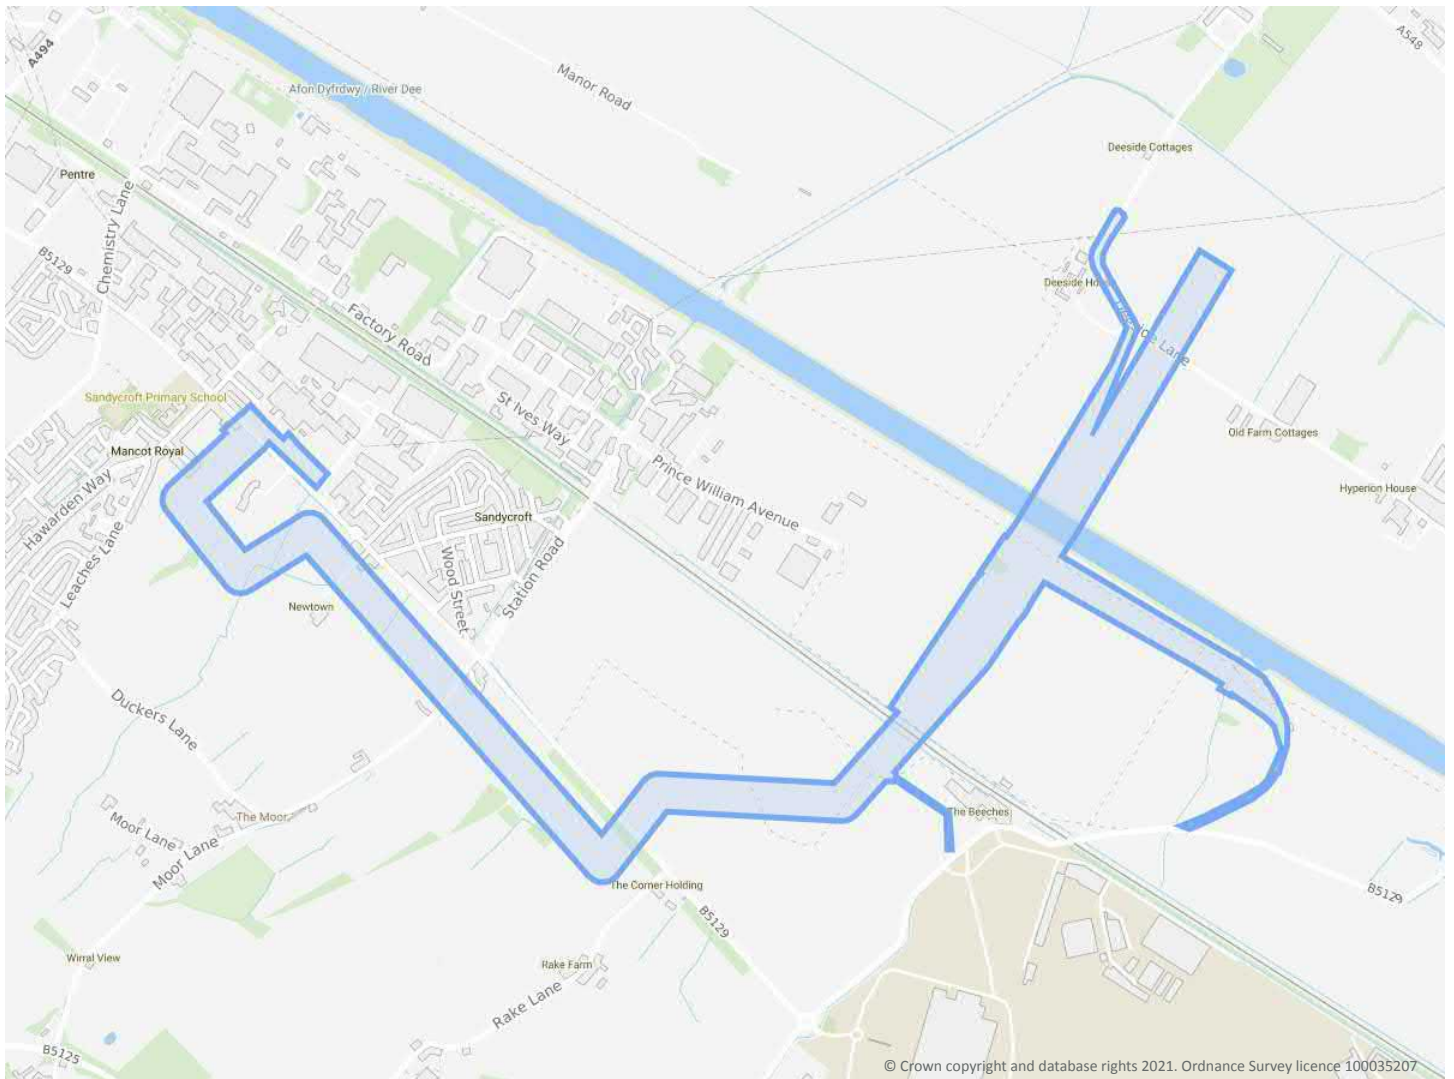 A494
A548
Afon Dyfrdwy / River Dee
Manor Road
Deeside Cottages
Pentre
Chemistry Lane
B5129
Factory Road
Sandycroft Primary School
St Ives Way
Old Farm Cottages
Mancot Royal
Prince William Avenue
Hyperion House
Hawarden Way
Sandycroft
Leaches Lane
Wood Street
Station Road
Newtown
Duckers Lane
The Beeches
The Moor
Moor Lane
Moor Lane
The Corner Holding
B5129
B5129
Wirral View
Rake Farm
Rake Lane
B5125
© Crown copyright and database rights 2021. Ordnance Survey licence 100035207